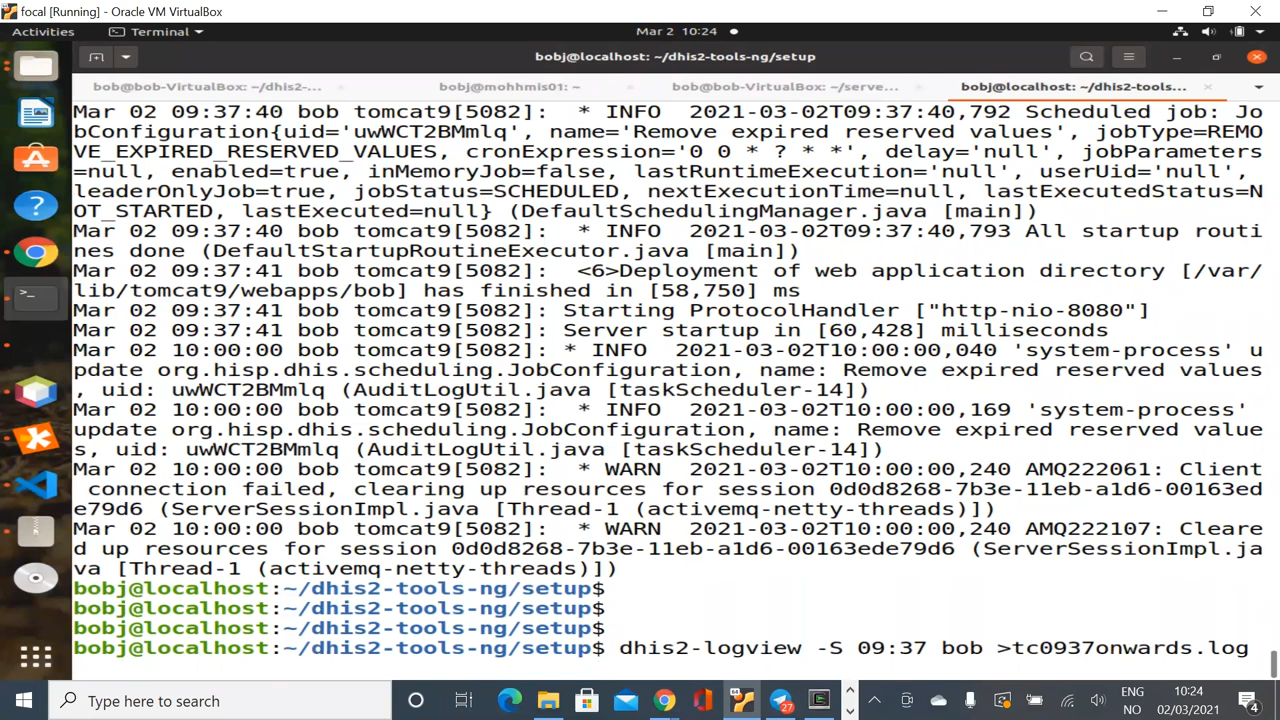 focal [Running] - Oracle VM VirtualBox
Activities Terminal Mar 2 10:24
bobj@localhost: ~/dhis2-tools-ng/setup
bob@bob-VirtualBox: ~/dhis2-... bobj@mohhmis01: ~ bob@bob-VirtualBox: ~/serve... bobj@localhost: ~/dhis2-tools...
Mar 02 09:37:40 bob tomcat9[5082]:  * INFO  2021-03-02T09:37:40,792 Scheduled job: Jo
bConfiguration{uid='uwWCT2BMmlq', name='Remove expired reserved values', jobType=REMO
VE_EXPIRED_RESERVED_VALUES, cronExpression='0 0 * ? * *', delay='null', jobParameters
=null, enabled=true, inMemoryJob=false, lastRuntimeExecution='null', userUid='null',
leaderOnlyJob=true, jobStatus=SCHEDULED, nextExecutionTime=null, lastExecutedStatus=N
OT_STARTED, lastExecuted=null} (DefaultSchedulingManager.java [main])
Mar 02 09:37:40 bob tomcat9[5082]:  * INFO  2021-03-02T09:37:40,793 All startup routi
nes done (DefaultStartupRoutineExecutor.java [main])
Mar 02 09:37:41 bob tomcat9[5082]:  <6>Deployment of web application directory [/var/
lib/tomcat9/webapps/bob] has finished in [58,750] ms
Mar 02 09:37:41 bob tomcat9[5082]: Starting ProtocolHandler ["http-nio-8080"]
Mar 02 09:37:41 bob tomcat9[5082]: Server startup in [60,428] milliseconds
Mar 02 10:00:00 bob tomcat9[5082]: * INFO  2021-03-02T10:00:00,040 'system-process' u
pdate org.hisp.dhis.scheduling.JobConfiguration, name: Remove expired reserved values
, uid: uwWCT2BMmlq (AuditLogUtil.java [taskScheduler-14])
Mar 02 10:00:00 bob tomcat9[5082]: * INFO  2021-03-02T10:00:00,169 'system-process'
update org.hisp.dhis.scheduling.JobConfiguration, name: Remove expired reserved value
s, uid: uwWCT2BMmlq (AuditLogUtil.java [taskScheduler-14])
Mar 02 10:00:00 bob tomcat9[5082]:  * WARN  2021-03-02T10:00:00,240 AMQ222061: Client
 connection failed, clearing up resources for session 0d0d8268-7b3e-11eb-a1d6-00163ed
e79d6 (ServerSessionImpl.java [Thread-1 (activemq-netty-threads)])
Mar 02 10:00:00 bob tomcat9[5082]:  * WARN  2021-03-02T10:00:00,240 AMQ222107: Cleare
d up resources for session 0d0d8268-7b3e-11eb-a1d6-00163ede79d6 (ServerSessionImpl.ja
va [Thread-1 (activemq-netty-threads)])
bobj@localhost:~/dhis2-tools-ng/setup$
bobj@localhost:~/dhis2-tools-ng/setup$
bobj@localhost:~/dhis2-tools-ng/setup$
bobj@localhost:~/dhis2-tools-ng/setup$ dhis2-logview -S 09:37 bob >tc0937onwards.log
Type here to search 27 ENG 10:24 4
NO 02/03/2021